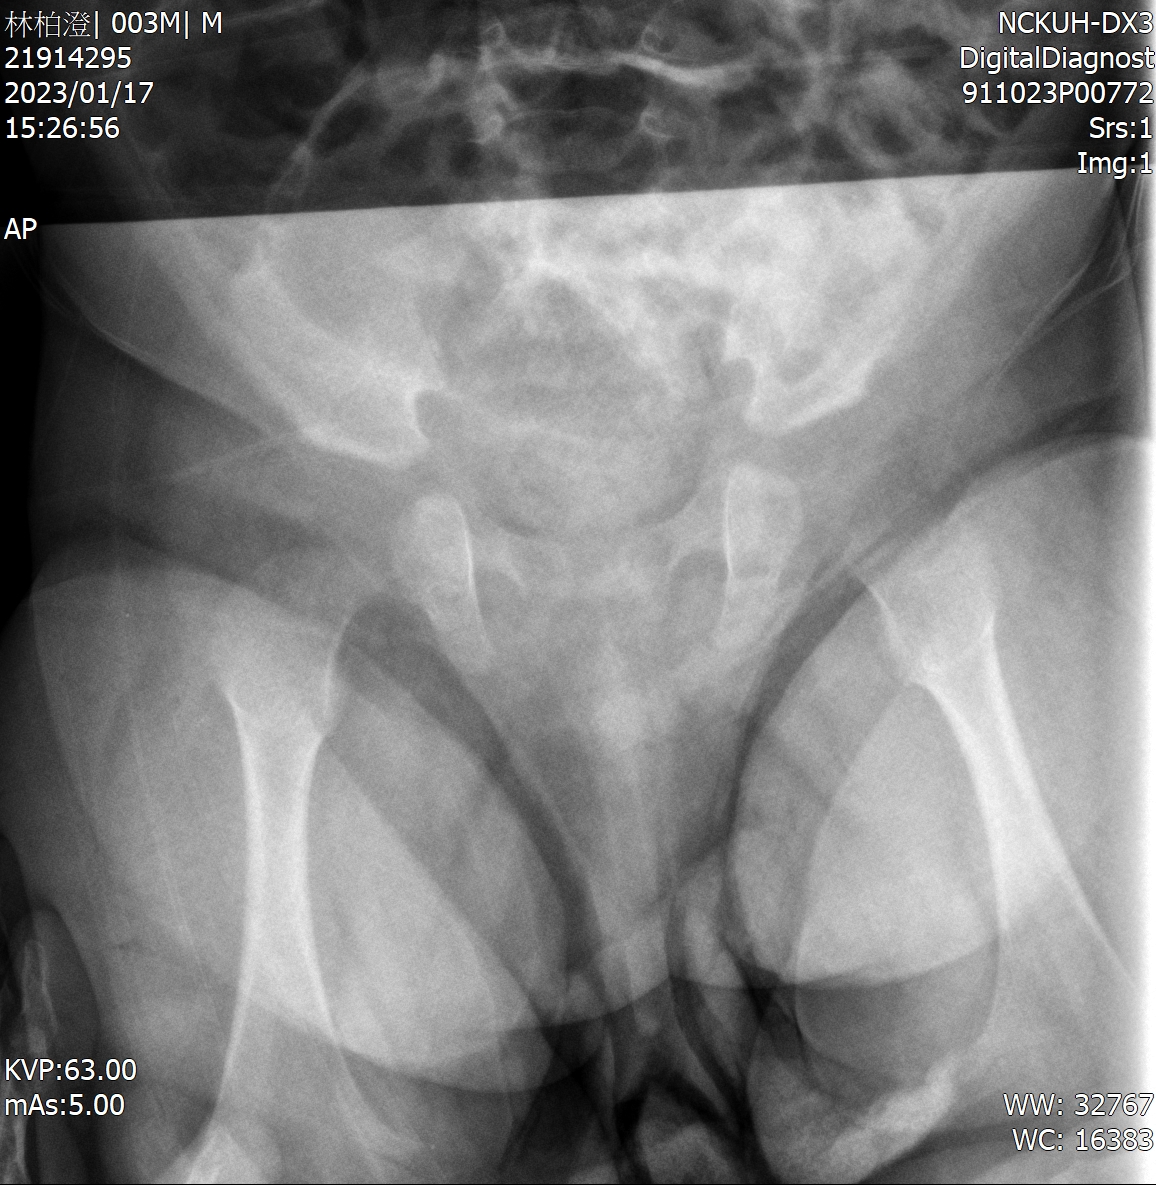 林柏澄| 003M| M
21914295
2023/01/17
15:26:56
AP
NCKUH-DX3
DigitalDiagnost
911023P00772
Srs:1
Img:1
KVP:63.00
mAs:5.00
WW: 32767
WC: 16383